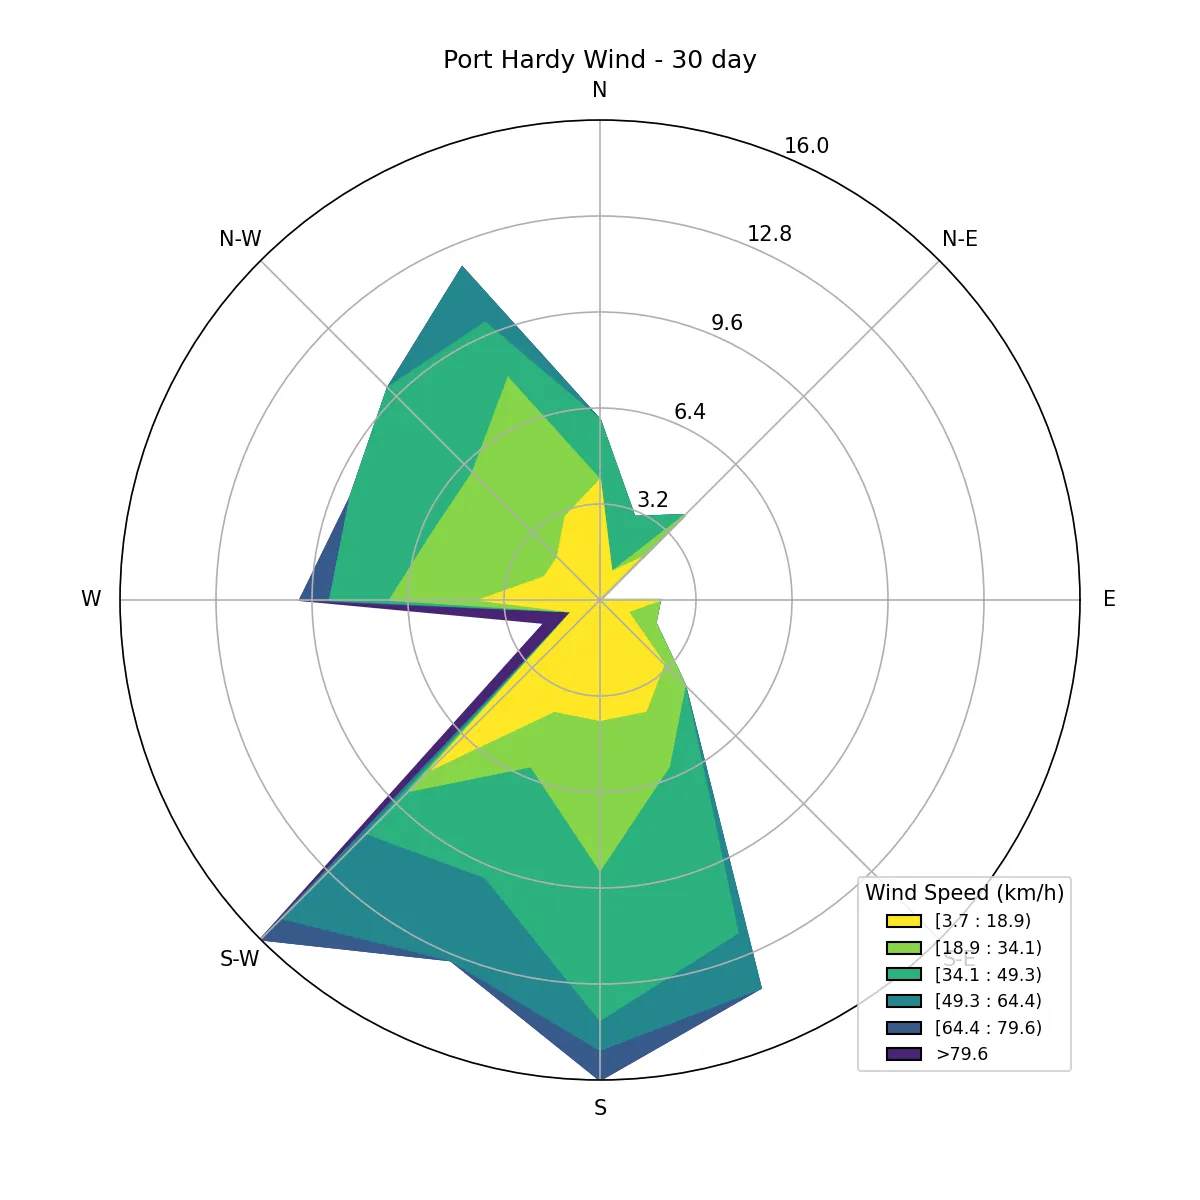 Port Hardy Wind - 30 day
N
16.0
12.8
N-W
N-E
9.6
6.4
3.2
W
E
S-W
S-E
S
Wind Speed (km/h)
[3.7 : 18.9)
[18.9 : 34.1)
[34.1 : 49.3)
[49.3 : 64.4)
[64.4 : 79.6)
>79.6